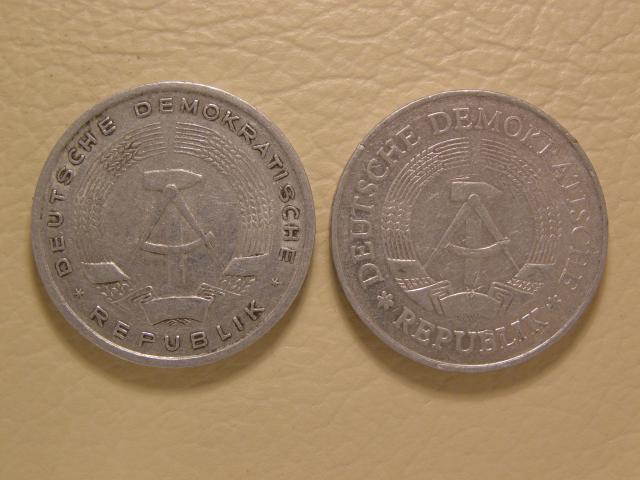 DEUTSCHE DEMOKRATISCHE
* REPUBLIK *
DEUTSCHE DEMOKRATISCHE
* REPUBLIK *